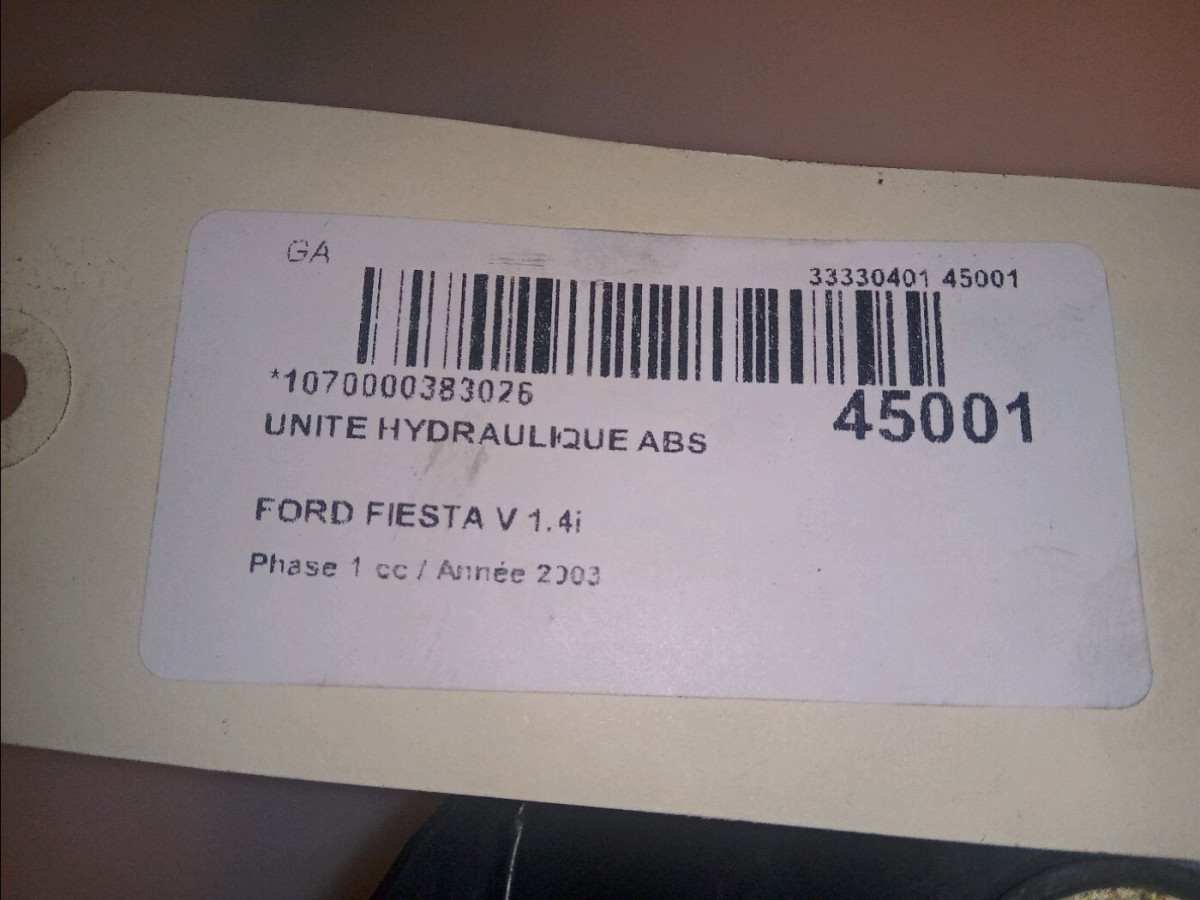 GA
33330401 45001
*1070000383026
45001
UNITE HYDRAULIQUE ABS
FORD FIESTA V 1.4i
Phase 1 cc / Année 2003